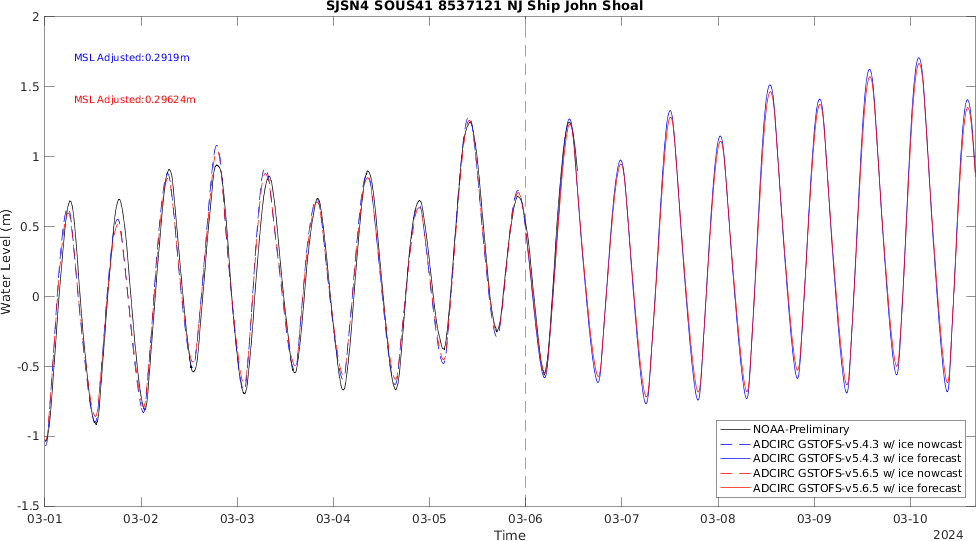 SJSN4 SOUS41 8537121 NJ Ship John Shoal
MSL Adjusted:0.2919m
MSL Adjusted:0.29624m
Water Level (m)
2
1.5
1
0.5
0
-0.5
-1
-1.5
NOAA-Preliminary
ADCIRC GSTOFS-v5.4.3 w/ ice nowcast
ADCIRC GSTOFS-v5.4.3 w/ ice forecast
ADCIRC GSTOFS-v5.6.5 w/ ice nowcast
ADCIRC GSTOFS-v5.6.5 w/ ice forecast
03-01 03-02 03-03 03-04 03-05 03-06 03-07 03-08 03-09 03-10
Time
2024